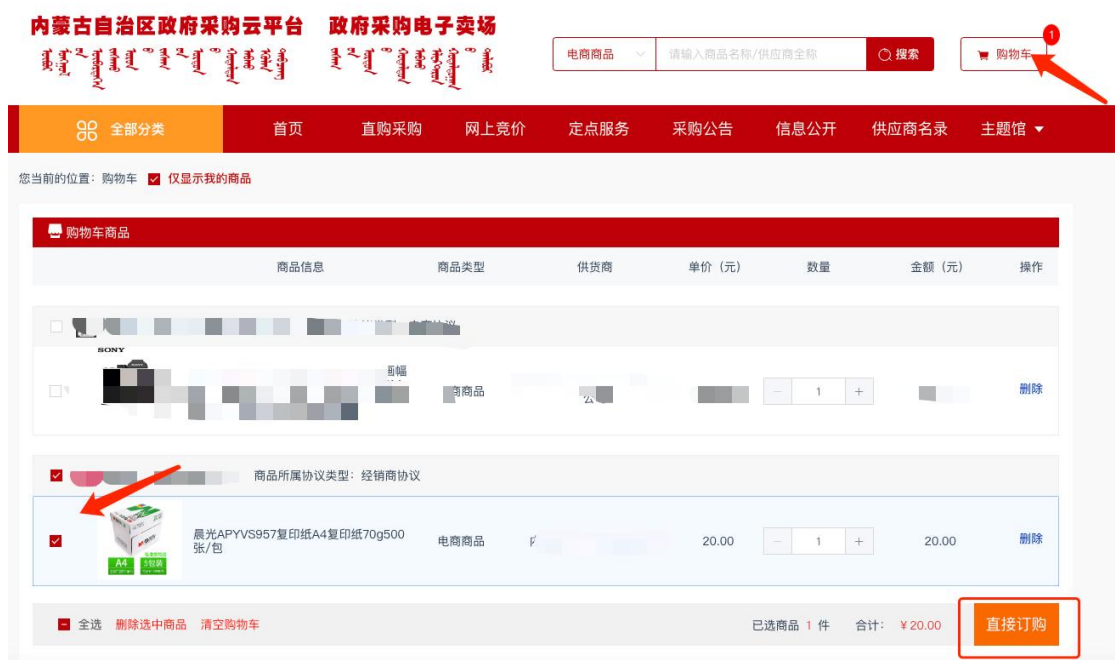 内蒙古自治区政府采购云平台 政府采购电子卖场
电商商品 请输入商品名称/供应商全称 搜索 购物车 1
全部分类 首页 直购采购 网上竞价 定点服务 采购公告 信息公开 供应商名录 主题馆
您当前的位置：购物车 仅显示我的商品
购物车商品
商品信息 商品类型 供货商 单价（元） 数量 金额（元） 操作
SONY
画幅
商商品 1 删除
商品所属协议类型：经销商协议
晨光APYVS957复印纸A4复印纸70g500
张/包
电商商品 20.00 1 20.00 删除
A4 5包装
全选 删除选中商品 清空购物车 已选商品 1 件 合计： ￥20.00 直接订购